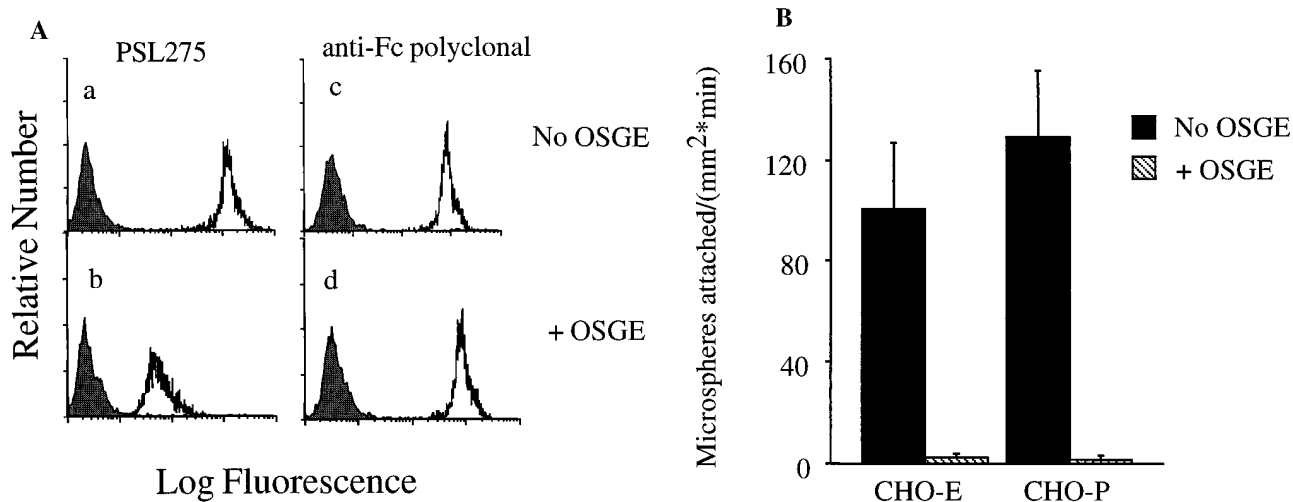 A
PSL275
anti-Fc polyclonal
a
c
No OSGE
b
d
+ OSGE
Relative Number
Log Fluorescence
B
Microspheres attached/(mm²*min)
160
120
80
40
0
CHO-E
CHO-P
No OSGE
+ OSGE